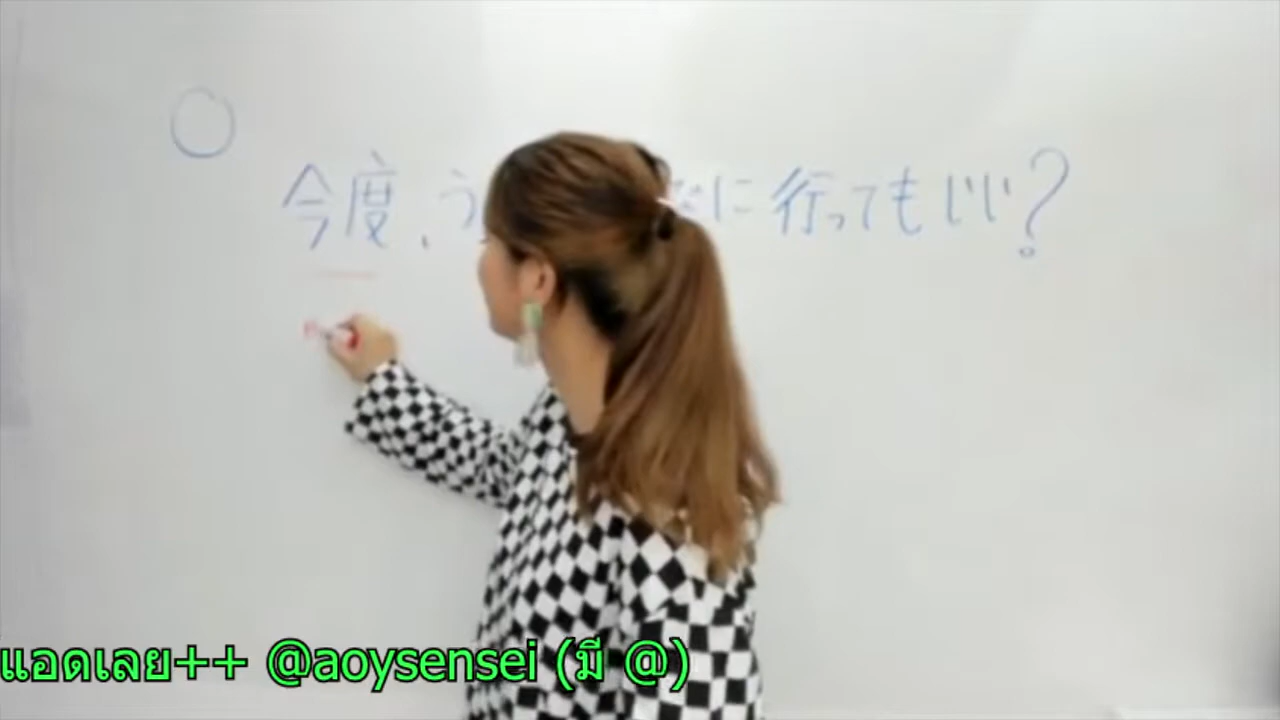 今度、う に行ってもいい?
แอดเลย++ @aoysensei (มี @)